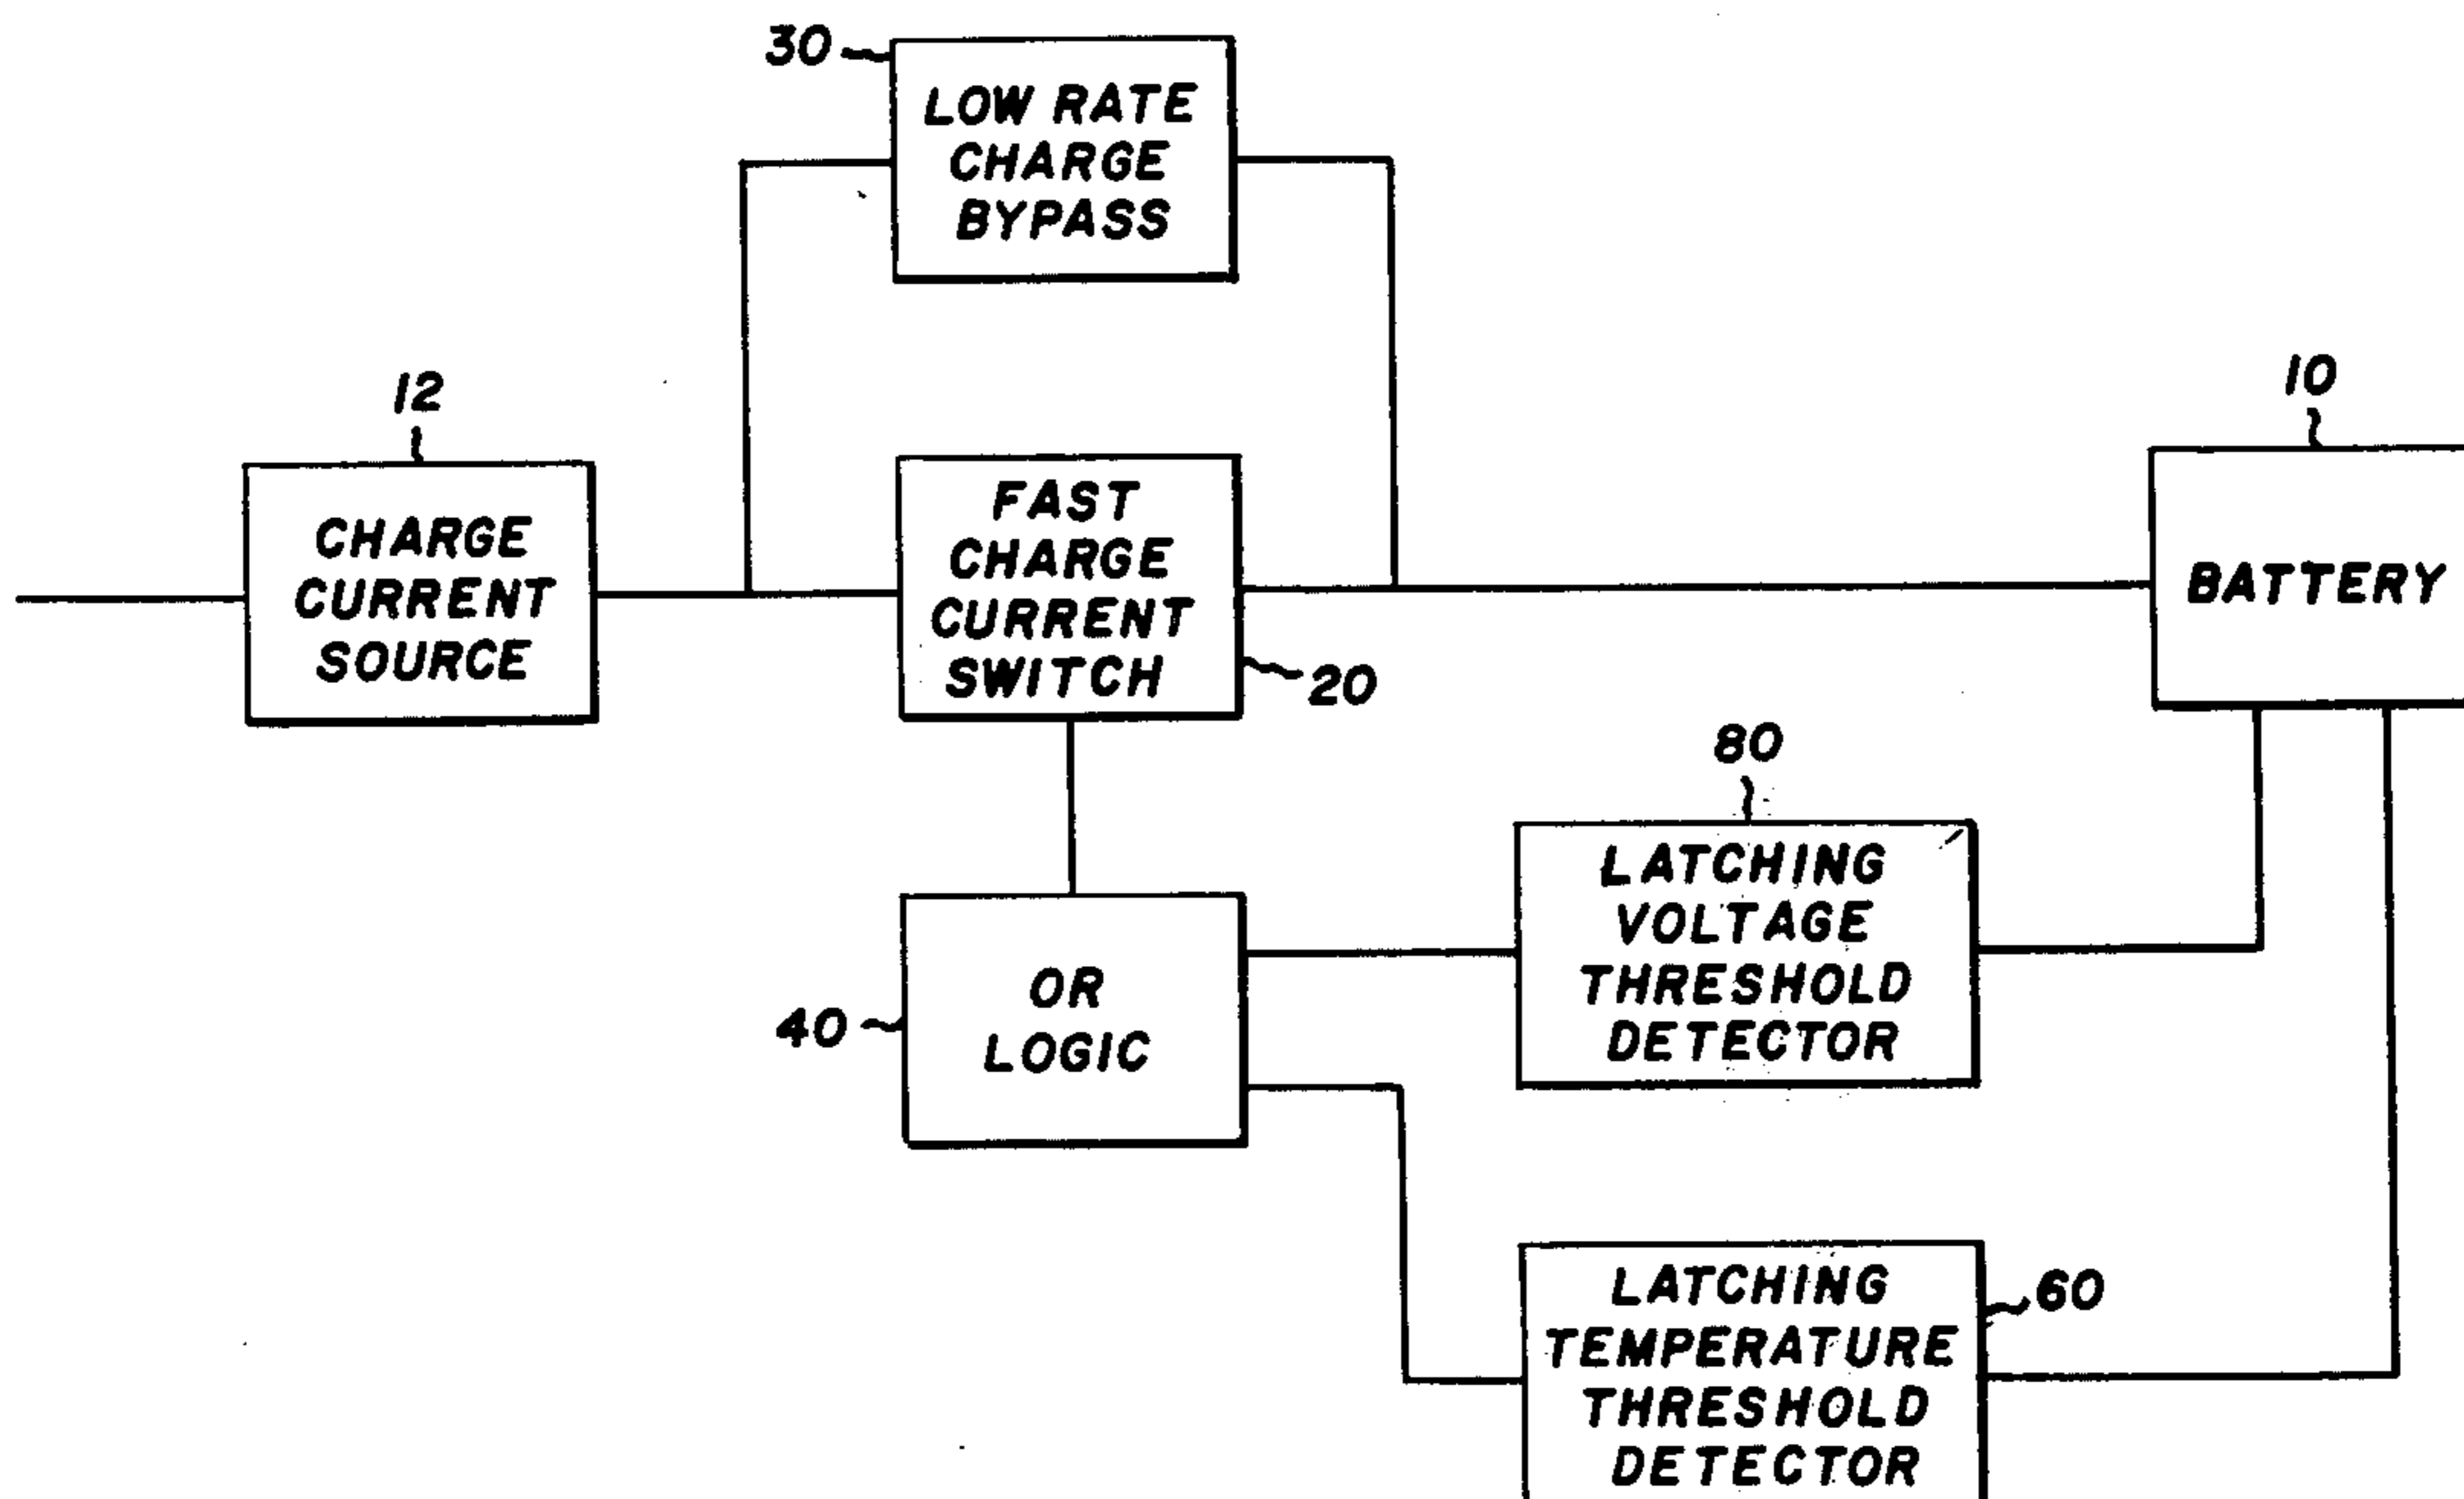 30
LOW RATE
CHARGE
BYPASS
12
CHARGE
CURRENT
SOURCE
FAST
CHARGE
CURRENT
SWITCH
20
10
BATTERY
80
LATCHING
VOLTAGE
THRESHOLD
DETECTOR
40
OR
LOGIC
60
LATCHING
TEMPERATURE
THRESHOLD
DETECTOR